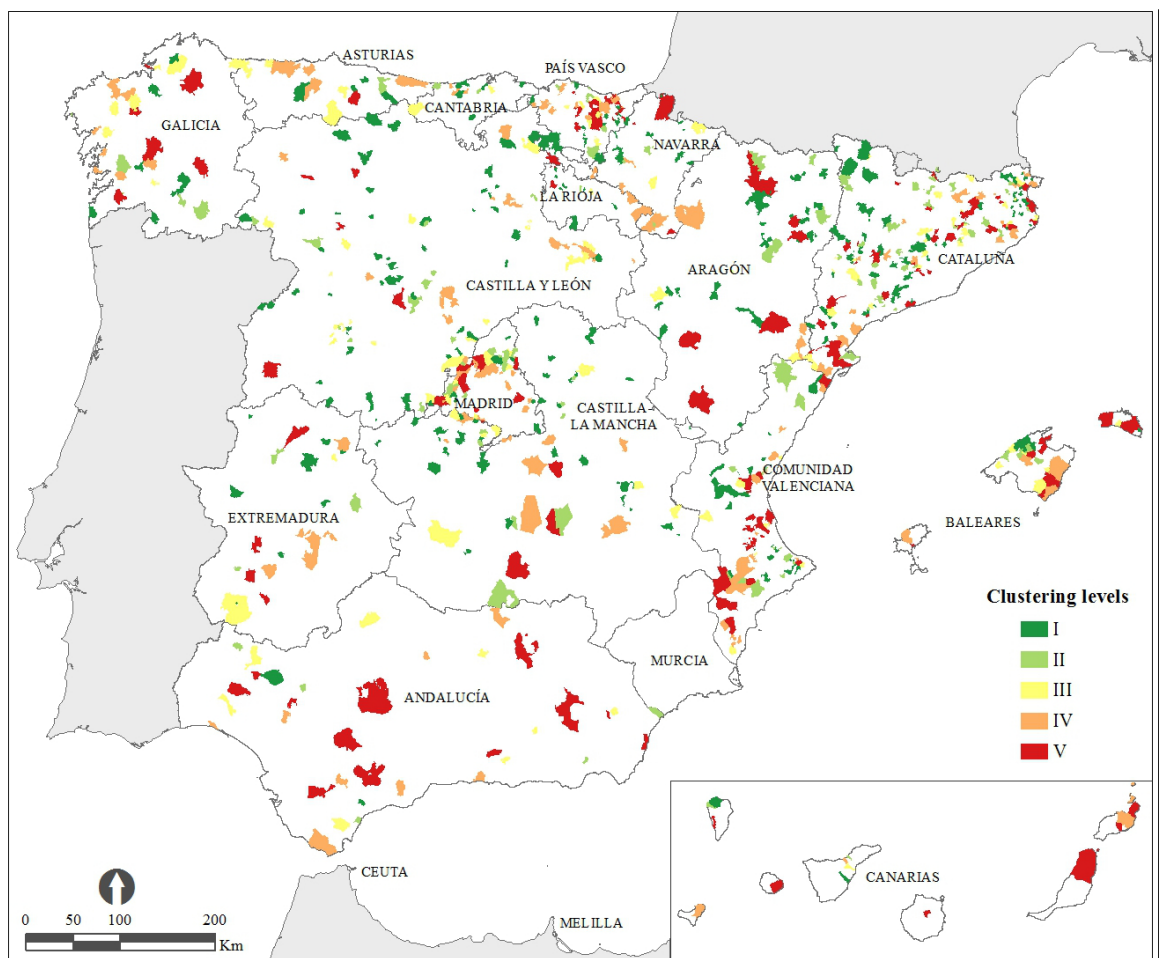 ASTURIAS
PAÍS VASCO
CANTABRIA
GALICIA
NAVARRA
LA RIOJA
CATALUÑA
ARAGÓN
CASTILLA Y LEÓN
MADRID
CASTILLA-
LA MANCHA
COMUNIDAD
VALENCIANA
EXTREMADURA
BALEARES
Clustering levels
I
II
III
IV
V
MURCIA
ANDALUCÍA
CEUTA
CANARIAS
MELILLA
0 50 100 200
Km